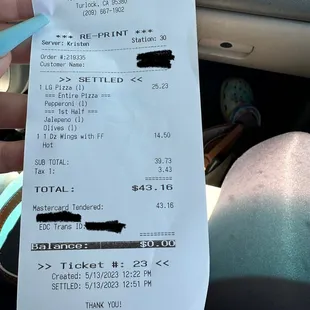 Turlock, CA 95380
(209) 667-1902
*** RE-PRINT ***
Server: Kristen Station: 30
Order #:219335
Customer Name:
>> SETTLED <<
1 LG Pizza (1) 25.23
=== Entire Pizza ==
Pepperoni (1)
=== 1st Half ===
Jalepeno (1)
Olives (1)
1 1 Dz Wings with FF 14.50
Hot
SUB TOTAL: 39.73
Tax 1: 3.43
========
TOTAL: $43.16
Mastercard Tendered: 43.16
EDC Trans ID:
=========
Balance: $0.00
>> Ticket #: 23 <<
Created: 5/13/2023 12:22 PM
SETTLED: 5/13/2023 12:51 PM
THANK YOU!